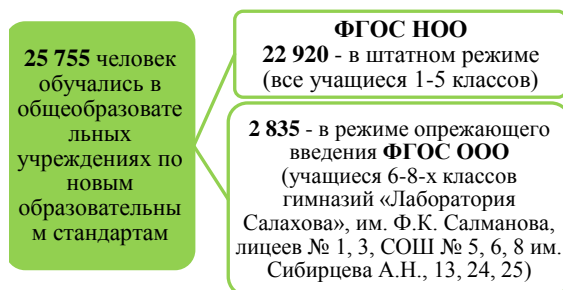 25 755 человек
обучались в
общеобразовате
льных
учреждениях по
новым
образовательны
м стандартам
ФГОС НОО
22 920 - в штатном режиме
(все учащиеся 1-5 классов)
2 835 - в режиме опрежающего
введения ФГОС ООО
(учащиеся 6-8-х классов
гимназий «Лаборатория
Салахова», им. Ф.К. Салманова,
лицеев № 1, 3, СОШ № 5, 6, 8 им.
Сибирцева А.Н., 13, 24, 25)